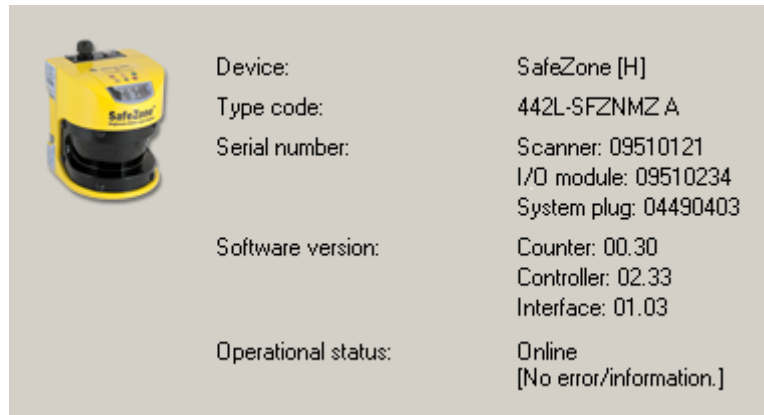 SafeZone
Device: SafeZone [H]
Type code: 442L-SFZNMZ A
Serial number: Scanner: 09510121
I/O module: 09510234
System plug: 04490403
Software version: Counter: 00.30
Controller: 02.33
Interface: 01.03
Operational status: Online
[No error/information.]